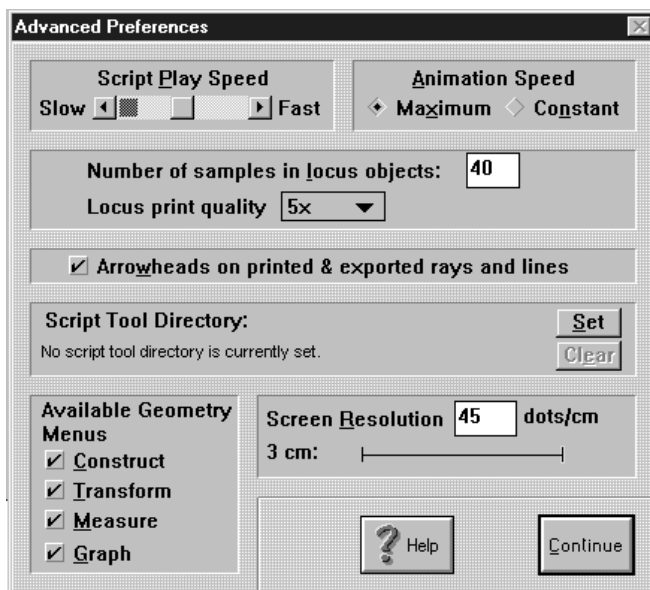 Advanced Preferences
Script Play Speed
Slow Fast
Animation Speed
Maximum Constant
Number of samples in locus objects: 40
Locus print quality 5x
Arrowheads on printed & exported rays and lines
Script Tool Directory:
No script tool directory is currently set.
Set
Clear
Available Geometry
Menus
Construct
Transform
Measure
Graph
Screen Resolution 45 dots/cm
3 cm:
? Help
Continue